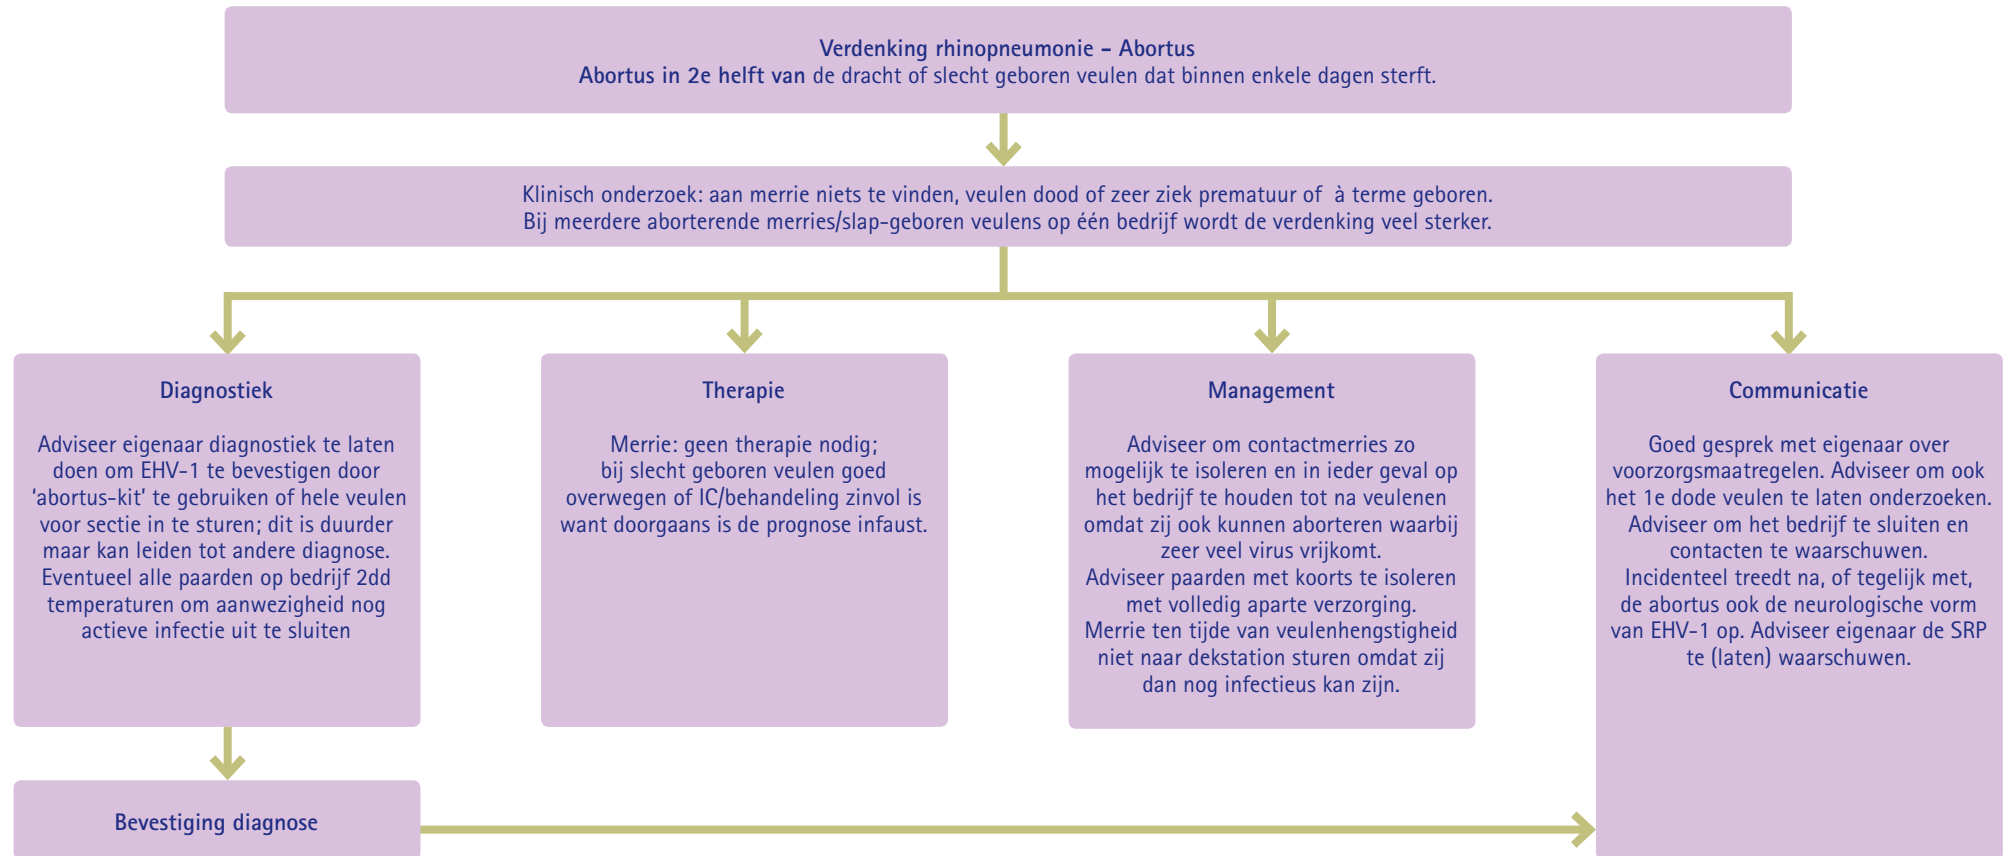 Verdenking rhinopneumonie - Abortus
Abortus in 2e helft van de dracht of slecht geboren veulen dat binnen enkele dagen sterft.
Klinisch onderzoek: aan merrie niets te vinden, veulen dood of zeer ziek prematuur of à terme geboren.
Bij meerdere aborterende merries/slap-geboren veulens op één bedrijf wordt de verdenking veel sterker.
Diagnostiek
Adviseer eigenaar diagnostiek te laten
doen om EHV-1 te bevestigen door
‘abortus-kit’ te gebruiken of hele veulen
voor sectie in te sturen; dit is duurder
maar kan leiden tot andere diagnose.
Eventueel alle paarden op bedrijf 2dd
temperaturen om aanwezigheid nog
actieve infectie uit te sluiten
Therapie
Merrie: geen therapie nodig;
bij slecht geboren veulen goed
overwegen of IC/behandeling zinvol is
want doorgaans is de prognose infaust.
Management
Adviseer om contactmerries zo
mogelijk te isoleren en in ieder geval op
het bedrijf te houden tot na veulenen
omdat zij ook kunnen aborteren waarbij
zeer veel virus vrijkomt.
Adviseer paarden met koorts te isoleren
met volledig aparte verzorging.
Merrie ten tijde van veulenhengstigheid
niet naar dekstation sturen omdat zij
dan nog infectieus kan zijn.
Communicatie
Goed gesprek met eigenaar over
voorzorgsmaatregelen. Adviseer om ook
het 1e dode veulen te laten onderzoeken.
Adviseer om het bedrijf te sluiten en
contacten te waarschuwen.
Incidenteel treedt na, of tegelijk met,
de abortus ook de neurologische vorm
van EHV-1 op. Adviseer eigenaar de SRP
te (laten) waarschuwen.
Bevestiging diagnose